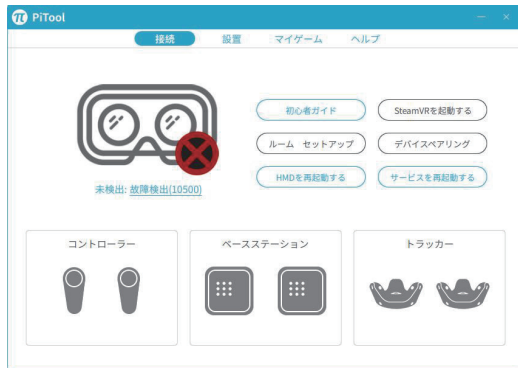 PiTool
接続 設置 マイゲーム ヘルプ
初心者ガイド SteamVRを起動する
ルーム セットアップ デバイスペアリング
HMDを再起動する サービスを再起動する
未検出: 故障検出(10500)
コントローラー ベースステーション トラッカー